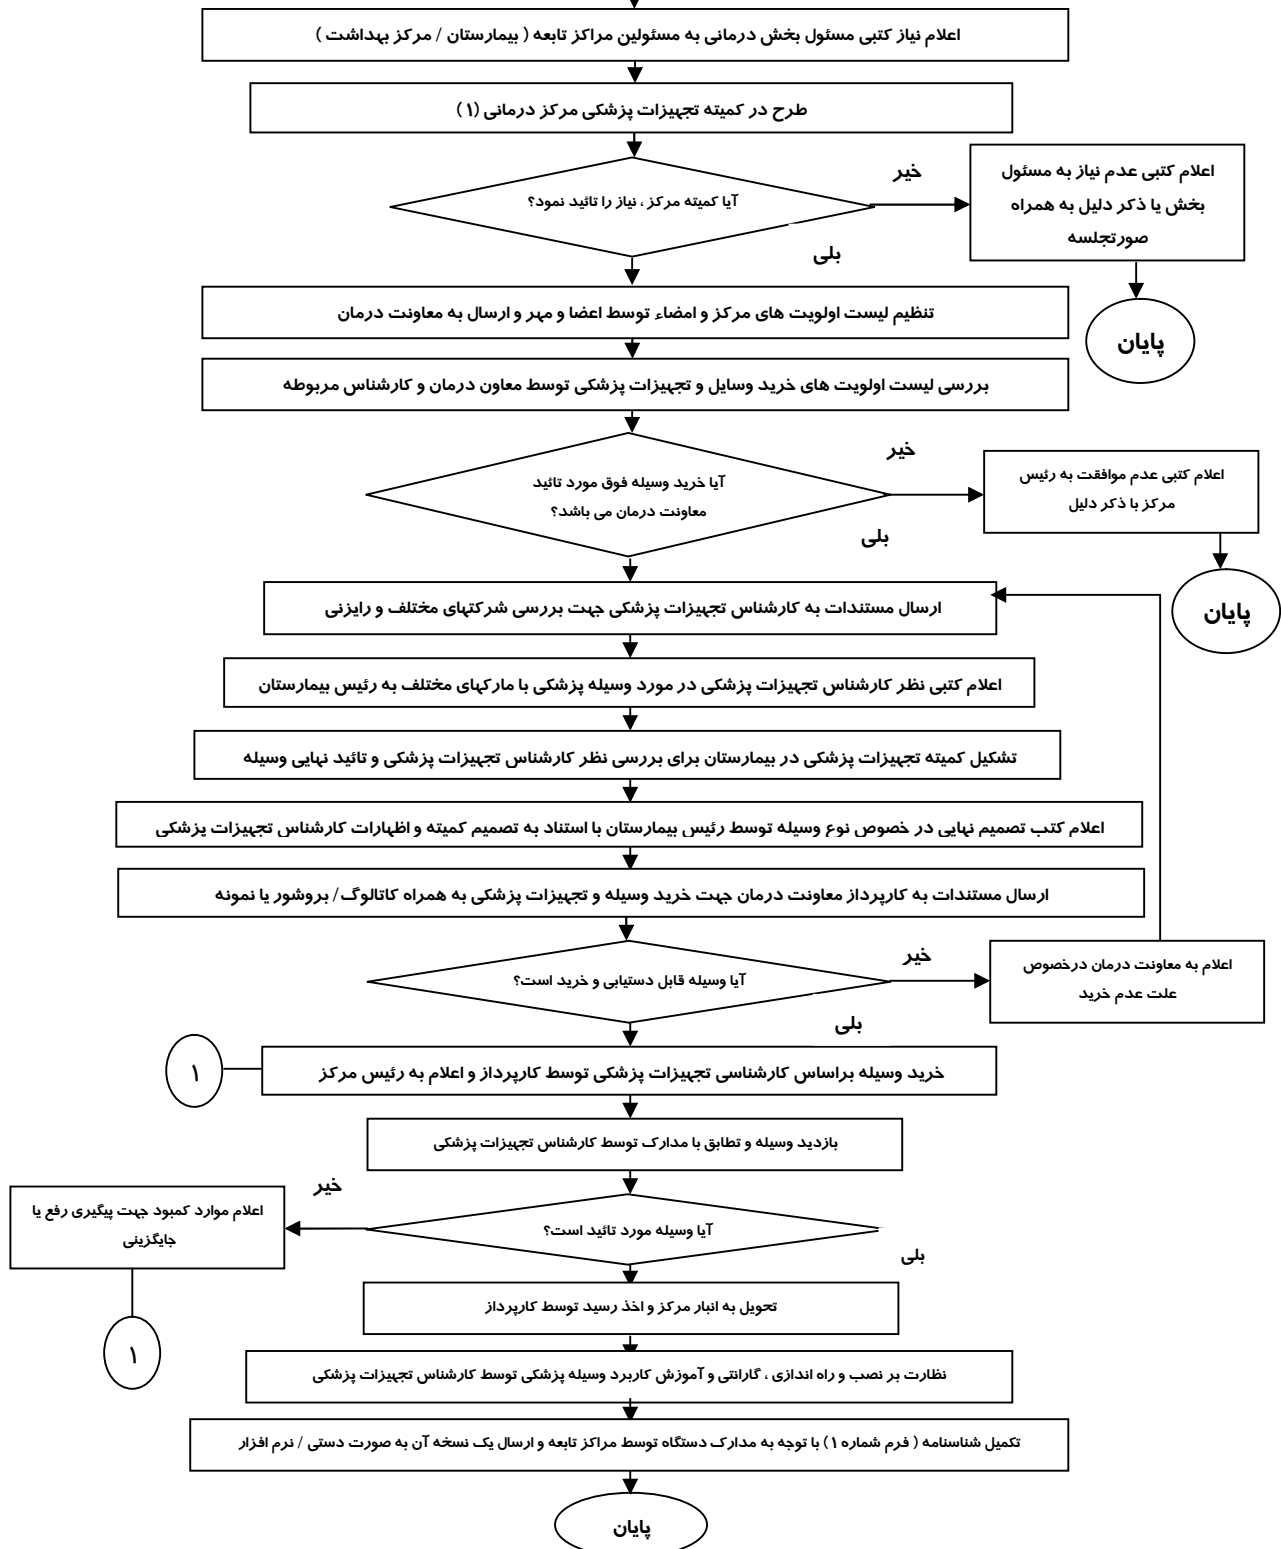 اعلام نیاز کتبی مسئول بخش درمانی به مسئولین مراکز تابعه ( بیمارستان / مرکز بهداشت )
طرح در کمیته تجهیزات پزشکی مرکز درمانی (۱)
آیا کمیته مرکز ، نیاز را تائید نمود؟
خیر
اعلام کتبی عدم نیاز به مسئول
بخش یا ذکر دلیل به همراه
صورتجلسه
بلی
پایان
تنظیم لیست اولویت های مرکز و امضاء توسط اعضا و مهر و ارسال به معاونت درمان
بررسی لیست اولویت های خرید وسایل و تجهیزات پزشکی توسط معاون درمان و کارشناس مربوطه
آیا خرید وسیله فوق مورد تائید
معاونت درمان می باشد؟
خیر
اعلام کتبی عدم موافقت به رئیس
مرکز با ذکر دلیل
بلی
پایان
ارسال مستندات به کارشناس تجهیزات پزشکی جهت بررسی شرکتهای مختلف و رایزنی
اعلام کتبی نظر کارشناس تجهیزات پزشکی در مورد وسیله پزشکی با مارکهای مختلف به رئیس بیمارستان
تشکیل کمیته تجهیزات پزشکی در بیمارستان برای بررسی نظر کارشناس تجهیزات پزشکی و تائید نهایی وسیله
اعلام کتب تصمیم نهایی در خصوص نوع وسیله توسط رئیس بیمارستان با استناد به تصمیم کمیته و اظهارات کارشناس تجهیزات پزشکی
ارسال مستندات به کارپرداز معاونت درمان جهت خرید وسیله و تجهیزات پزشکی به همراه کاتالوگ/ بروشور یا نمونه
آیا وسیله قابل دستیابی و خرید است؟
خیر
اعلام به معاونت درمان درخصوص
علت عدم خرید
بلی
خرید وسیله براساس کارشناسی تجهیزات پزشکی توسط کارپرداز و اعلام به رئیس مرکز
۱
بازدید وسیله و تطابق با مدارک توسط کارشناس تجهیزات پزشکی
آیا وسیله مورد تائید است؟
خیر
اعلام موارد کمبود جهت پیگیری رفع یا
جایگزینی
بلی
۱
تحویل به انبار مرکز و اخذ رسید توسط کارپرداز
نظارت بر نصب و راه اندازی ، گارانتی و آموزش کاربرد وسیله پزشکی توسط کارشناس تجهیزات پزشکی
تکمیل شناسنامه ( فرم شماره ۱) با توجه به مدارک دستگاه توسط مراکز تابعه و ارسال یک نسخه آن به صورت دستی / نرم افزار
پایان